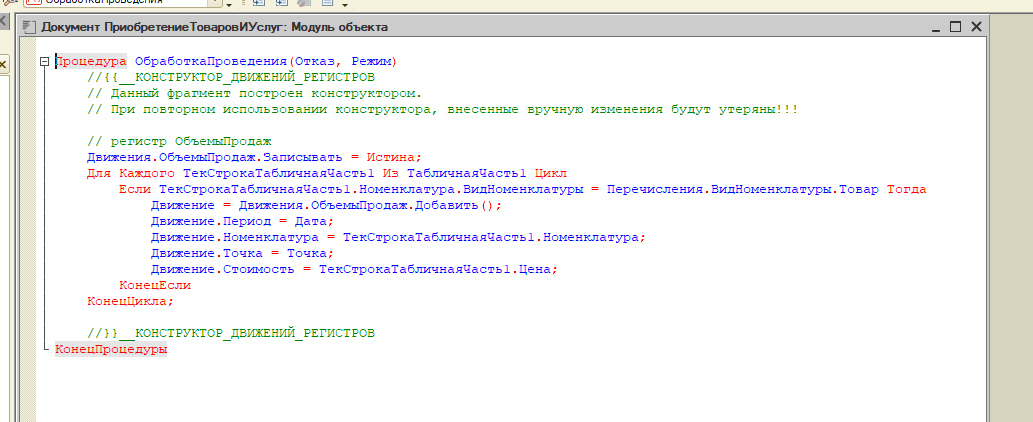 ОбработкаПроведения
Документ ПриобретениеТоваровИУслуг: Модуль объекта
Процедура ОбработкаПроведения(Отказ, Режим)
//{{__КОНСТРУКТОР_ДВИЖЕНИЙ_РЕГИСТРОВ
// Данный фрагмент построен конструктором.
// При повторном использовании конструктора, внесенные вручную изменения будут утеряны!!!
// регистр ОбъемыПродаж
Движения.ОбъемыПродаж.Записывать = Истина;
Для Каждого ТекСтрокаТабличнаяЧасть1 Из ТабличнаяЧасть1 Цикл
Если ТекСтрокаТабличнаяЧасть1.Номенклатура.ВидНоменклатуры = Перечисления.ВидНоменклатуры.Товар Тогда
Движение = Движения.ОбъемыПродаж.Добавить();
Движение.Период = Дата;
Движение.Номенклатура = ТекСтрокаТабличнаяЧасть1.Номенклатура;
Движение.Точка = Точка;
Движение.Стоимость = ТекСтрокаТабличнаяЧасть1.Цена;
КонецЕсли
КонецЦикла;
//}}__КОНСТРУКТОР_ДВИЖЕНИЙ_РЕГИСТРОВ
КонецПроцедуры